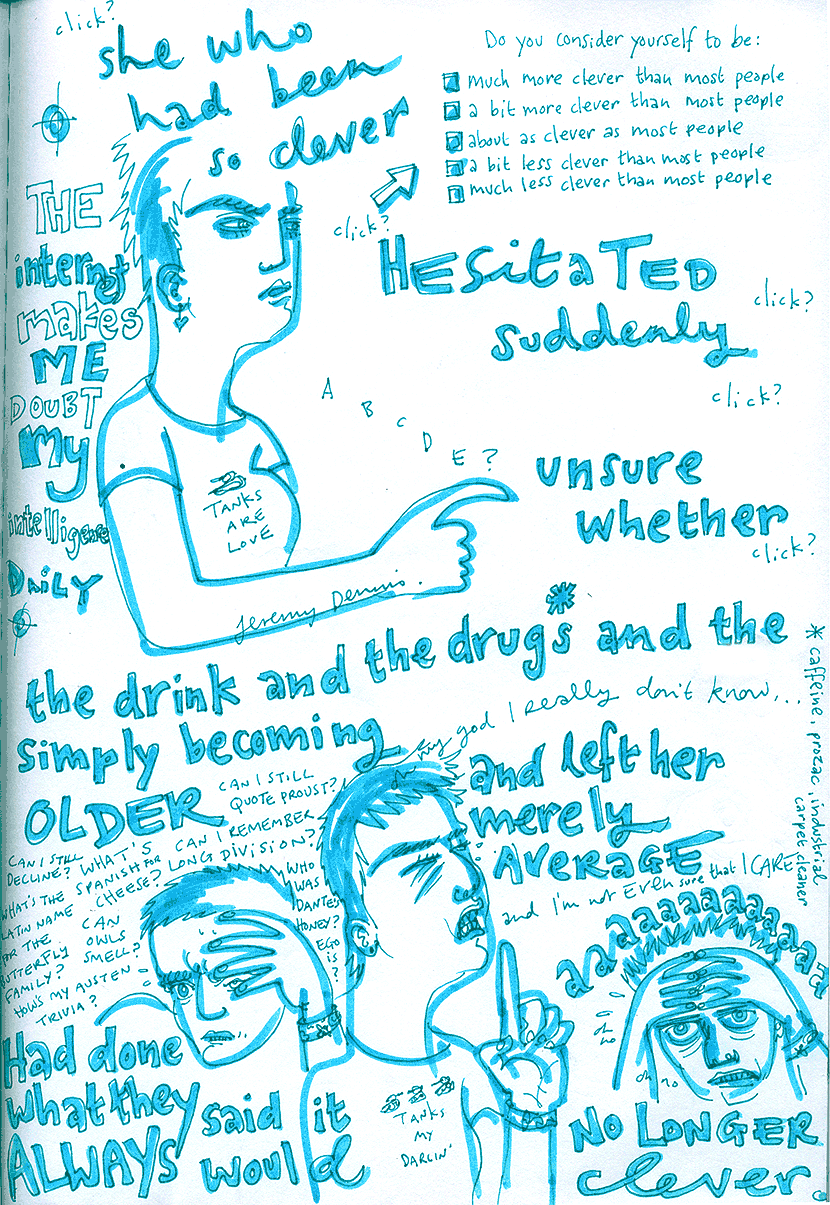 click?
she who
had been
so clever
Do you consider yourself to be:
much more clever than most people
a bit more clever than most people
about as clever as most people
a bit less clever than most people
much less clever than most people
click?
HESitaTED
suddenly
click?
click?
THE
internet
makes
ME
DOUBT
My
intelligence
DaiLY
A
B
C
D
E?
TANKS
ARE
LOVE
unsure
whether
click?
Jeremy Dennis.
the drink and the drugs* and the
simply becoming
OLDER
* caffeine, prozac, industrial
carpet cleaner
oh my god I really don't know...
and left her
merely
AVERAGE
and I'm not EVEN sure that I CARE
CAN I STILL
QUOTE PROUST?
CAN I REMEMBER
LONG DIVISION?
CAN I STILL
DECLINE?
WHAT'S
SPANISH FOR
CHEESE?
WHAT'S THE
LATIN NAME
FOR THE
BUTTERFLY
FAMILY?
CAN
OWLS
SMELL?
HOW'S MY AUSTEN
TRIVIA?
WHO
WAS
DANTE'S
HONEY?
EGO
IS
?
Had done
what they
ALWAYS
said it
would
TANKS
MY
DARLIN'
aaaaaaaaaaaaa
oh
no
oh no
NO LONGER
clever.